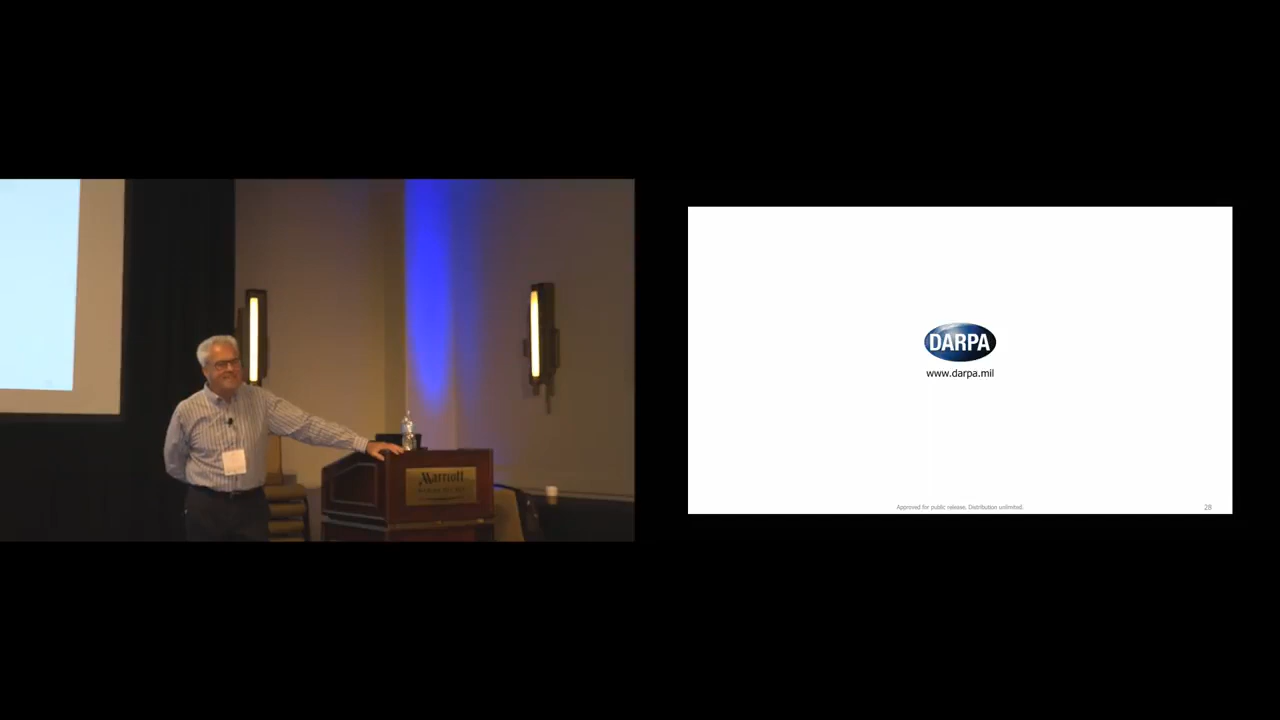 Marriott
DARPA
www.darpa.mil
Approved for public release. Distribution unlimited.
28